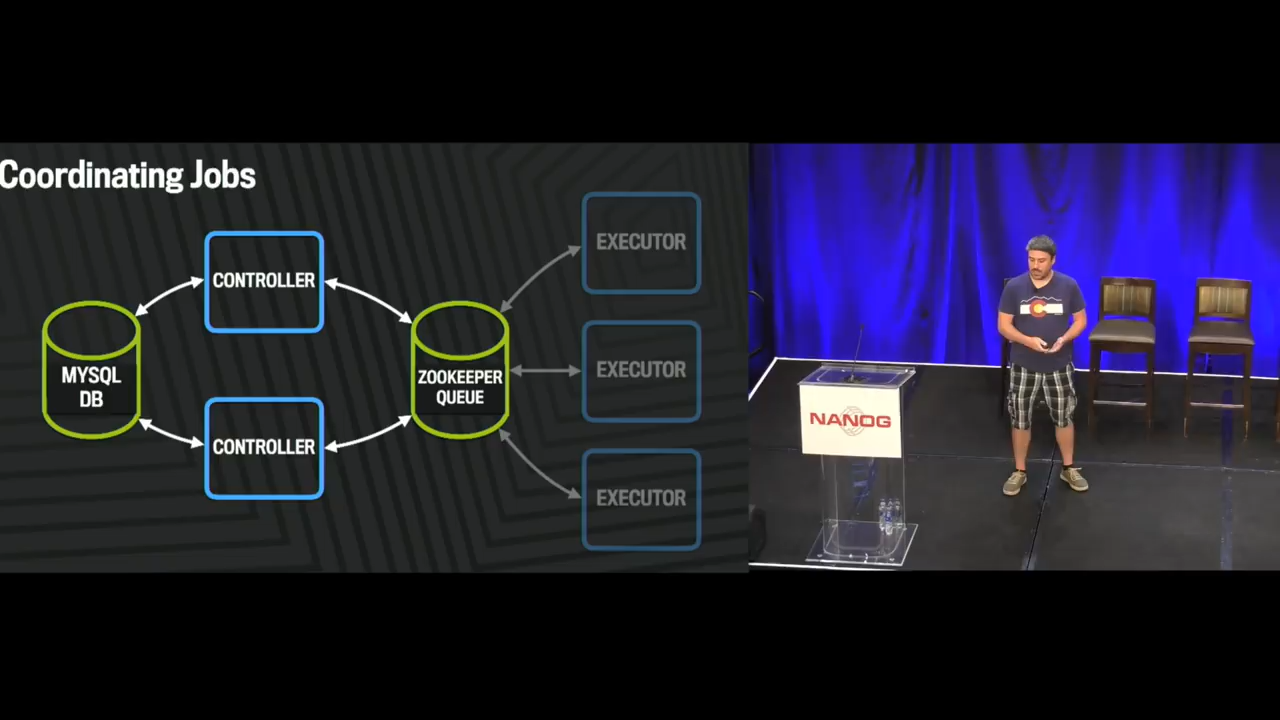 Coordinating Jobs
CONTROLLER
MYSQL
DB
CONTROLLER
ZOOKEEPER
QUEUE
EXECUTOR
EXECUTOR
EXECUTOR
NANOG